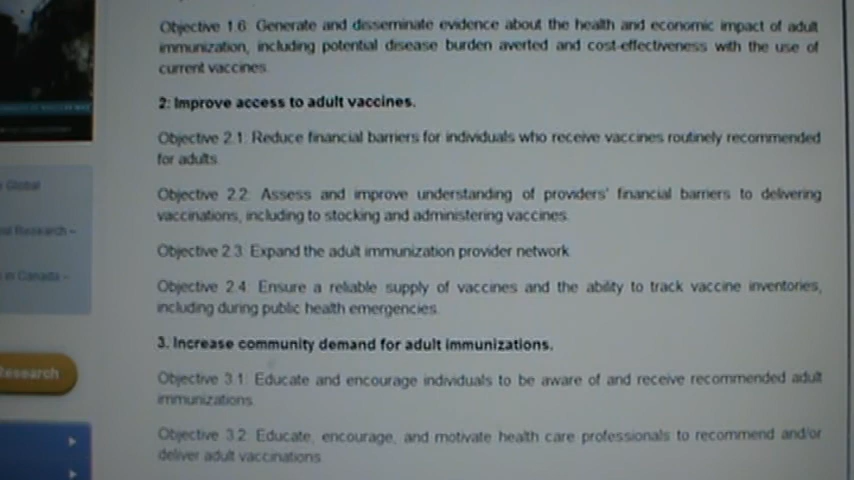 Objective 1.6: Generate and disseminate evidence about the health and economic impact of adult
immunization, including potential disease burden averted and cost-effectiveness with the use of
current vaccines.
2: Improve access to adult vaccines.
Objective 2.1: Reduce financial barriers for individuals who receive vaccines routinely recommended
for adults.
Objective 2.2: Assess and improve understanding of providers' financial barriers to delivering
vaccinations, including to stocking and administering vaccines.
Objective 2.3: Expand the adult immunization provider network.
Objective 2.4: Ensure a reliable supply of vaccines and the ability to track vaccine inventories,
including during public health emergencies.
3. Increase community demand for adult immunizations.
Objective 3.1: Educate and encourage individuals to be aware of and receive recommended adult
immunizations.
Objective 3.2: Educate, encourage, and motivate health care professionals to recommend and/or
deliver adult vaccinations.
Global
Research –
in Canada –
Research